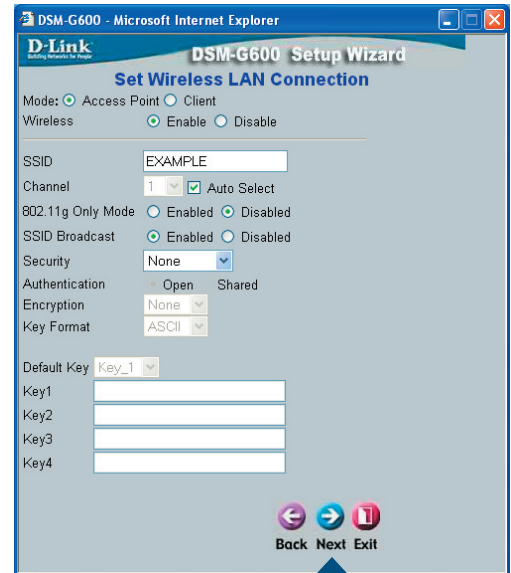 DSM-G600 - Microsoft Internet Explorer
D-Link
Building Networks for People
DSM-G600 Setup Wizard
Set Wireless LAN Connection
Mode: Access Point Client
Wireless Enable Disable
SSID EXAMPLE
Channel 1 Auto Select
802.11g Only Mode Enabled Disabled
SSID Broadcast Enabled Disabled
Security None
Authentication Open Shared
Encryption None
Key Format ASCII
Default Key Key_1
Key1
Key2
Key3
Key4
Back Next Exit